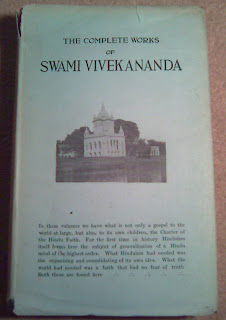 THE COMPLETE WORKS
OF
SWAMI VIVEKANANDA
In these volumes we have what is not only a gospel to the
world at large, but also, to its own children, the Charter of
the Hindu Faith. For the first time in history Hinduism
itself forms here the subject of generalisation of a Hindu
mind of the highest order. What Hinduism had needed was
the organising and consolidating of its own idea. What the
world had needed was a faith that had no fear of truth
Both these are found here